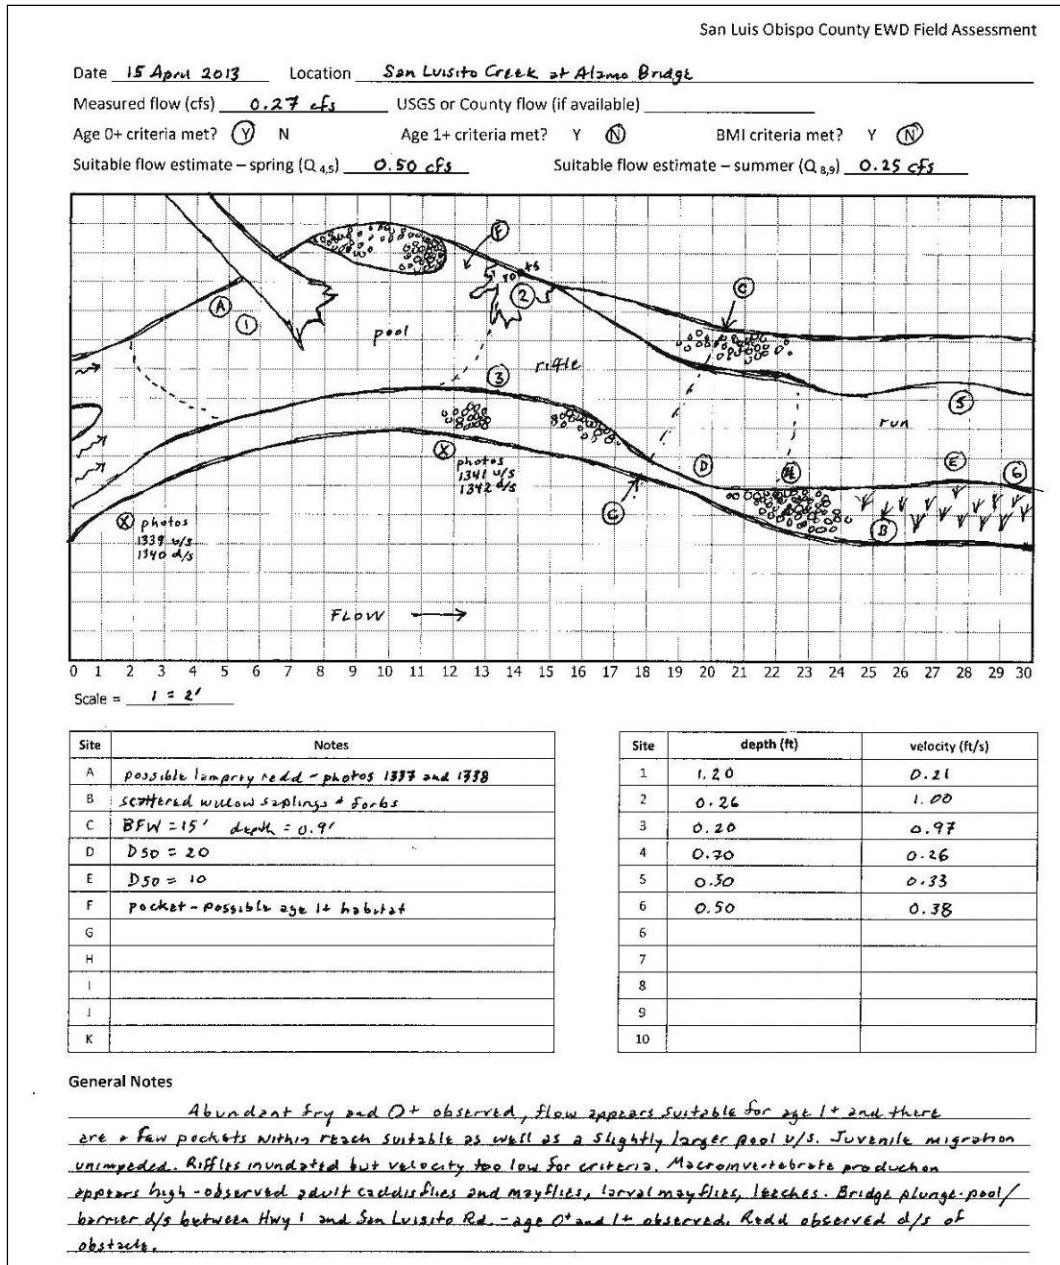 San Luis Obispo County EWD Field Assessment
Date 15 April 2013 Location San Luisito Creek at Alamo Bridge
Measured flow (cfs) 0.27 cfs USGS or County flow (if available)
Age 0+ criteria met? Y N Age 1+ criteria met? Y N BMI criteria met? Y N
Suitable flow estimate – spring (Q 4,5) 0.50 cfs Suitable flow estimate – summer (Q 8,9) 0.25 cfs
F
2
A
1
C
pool
3
riffle
5
run
X
photos
1341 u/s
1342 d/s
D
4
E
6
C
B
X photos
1339 u/s
1340 d/s
FLOW
0 1 2 3 4 5 6 7 8 9 10 11 12 13 14 15 16 17 18 19 20 21 22 23 24 25 26 27 28 29 30
Scale = 1 = 2'
Site Notes
A possible lamprey redd - photos 1337 and 1338
B scattered willow saplings + forbs
C BFW = 15' depth = 0.9'
D D50 = 20
E D50 = 10
F pocket - possible age 1+ habitat
G
H
I
J
K
Site depth (ft) velocity (ft/s)
1 1.20 0.21
2 0.26 1.00
3 0.20 0.97
4 0.70 0.26
5 0.30 0.33
6 0.50 0.38
6
7
8
9
10
General Notes
Abundant fry and 0+ observed, flow appears suitable for age 1+ and there
are a few pockets within reach suitable as well as a slightly larger pool u/s. Juvenile migration
unimpeded. Riffles inundated but velocity too low for criteria. Macroinvertebrate production
appears high - observed adult caddisflies and mayflies, larval mayflies, leeches. Bridge plunge-pool/
barrier d/s between Hwy 1 and San Luisito Rd. - age 0+ and 1+ observed. Redd observed d/s of
obstacle.